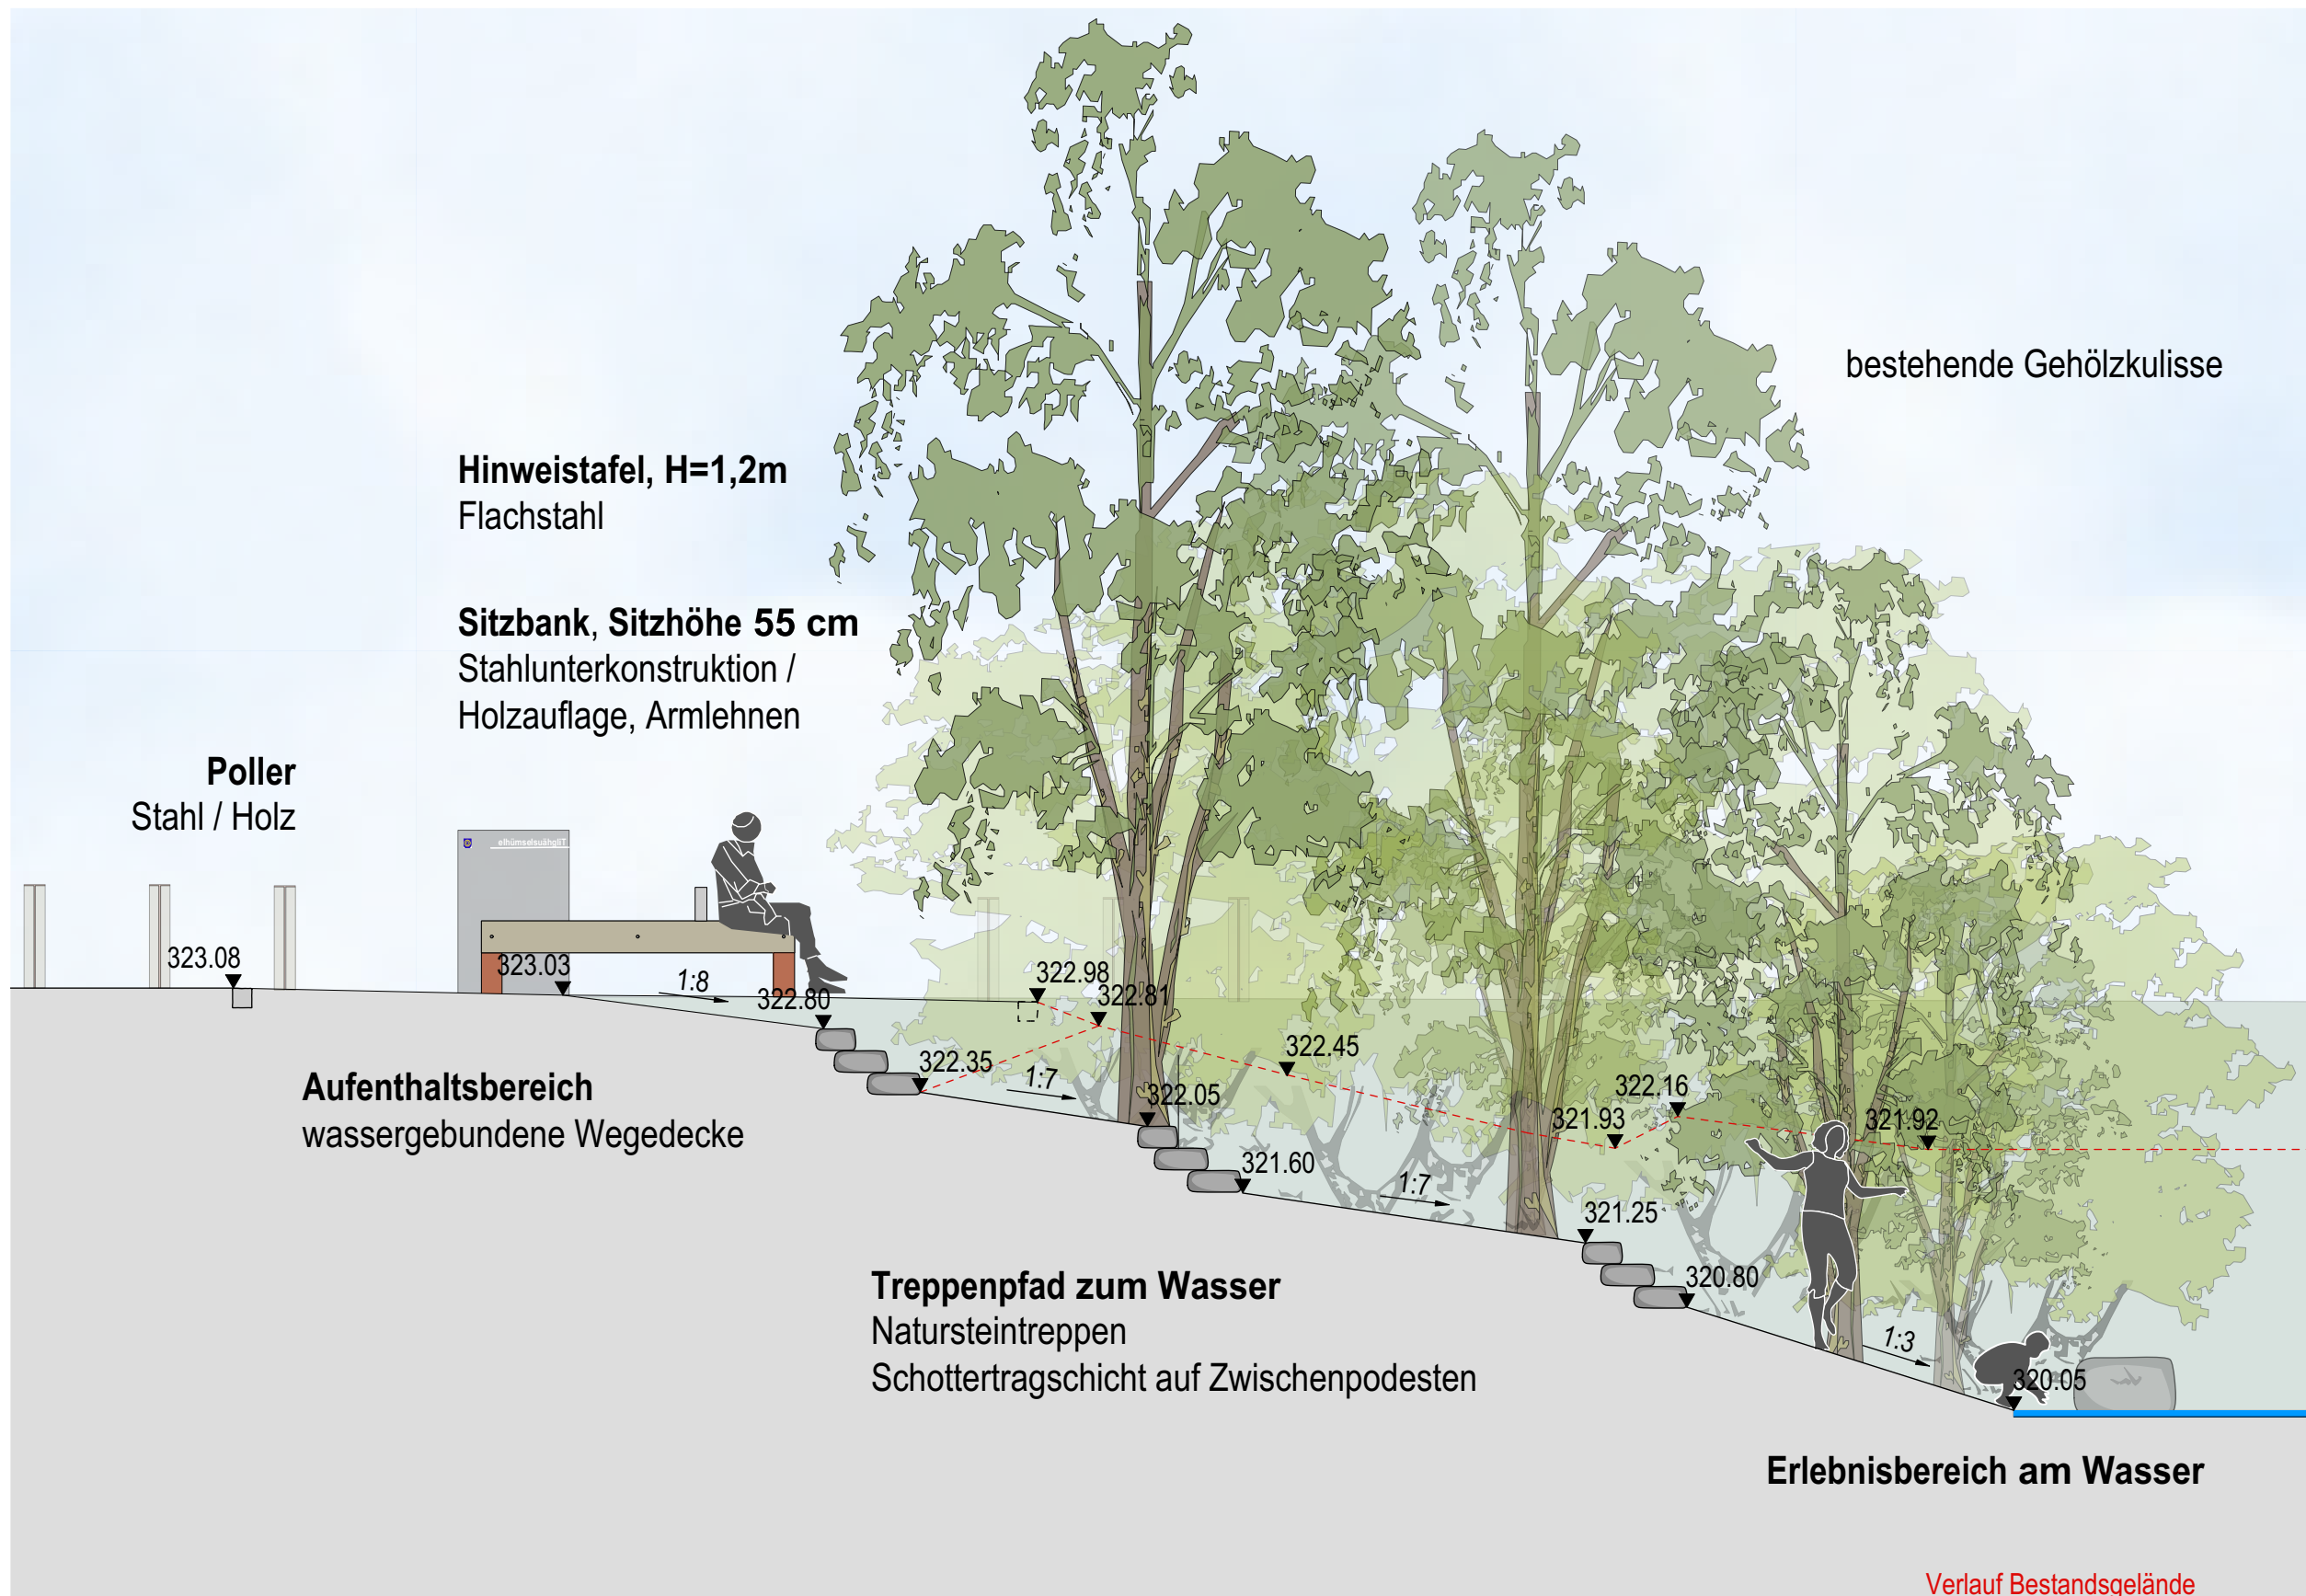 bestehende Gehölzkulisse
Hinweistafel, H=1,2m
Flachstahl
Sitzbank, Sitzhöhe 55 cm
Stahlunterkonstruktion /
Holzauflage, Armlehnen
Poller
Stahl / Holz
323.08
323.03
1:8
322.80
322.98
322.81
322.35
1:7
322.05
322.45
321.60
1:7
321.93
322.16
321.92
321.25
320.80
1:3
320.05
Aufenthaltsbereich
wassergebundene Wegedecke
Treppenpfad zum Wasser
Natursteintreppen
Schottertragschicht auf Zwischenpodesten
Erlebnisbereich am Wasser
Verlauf Bestandsgelände